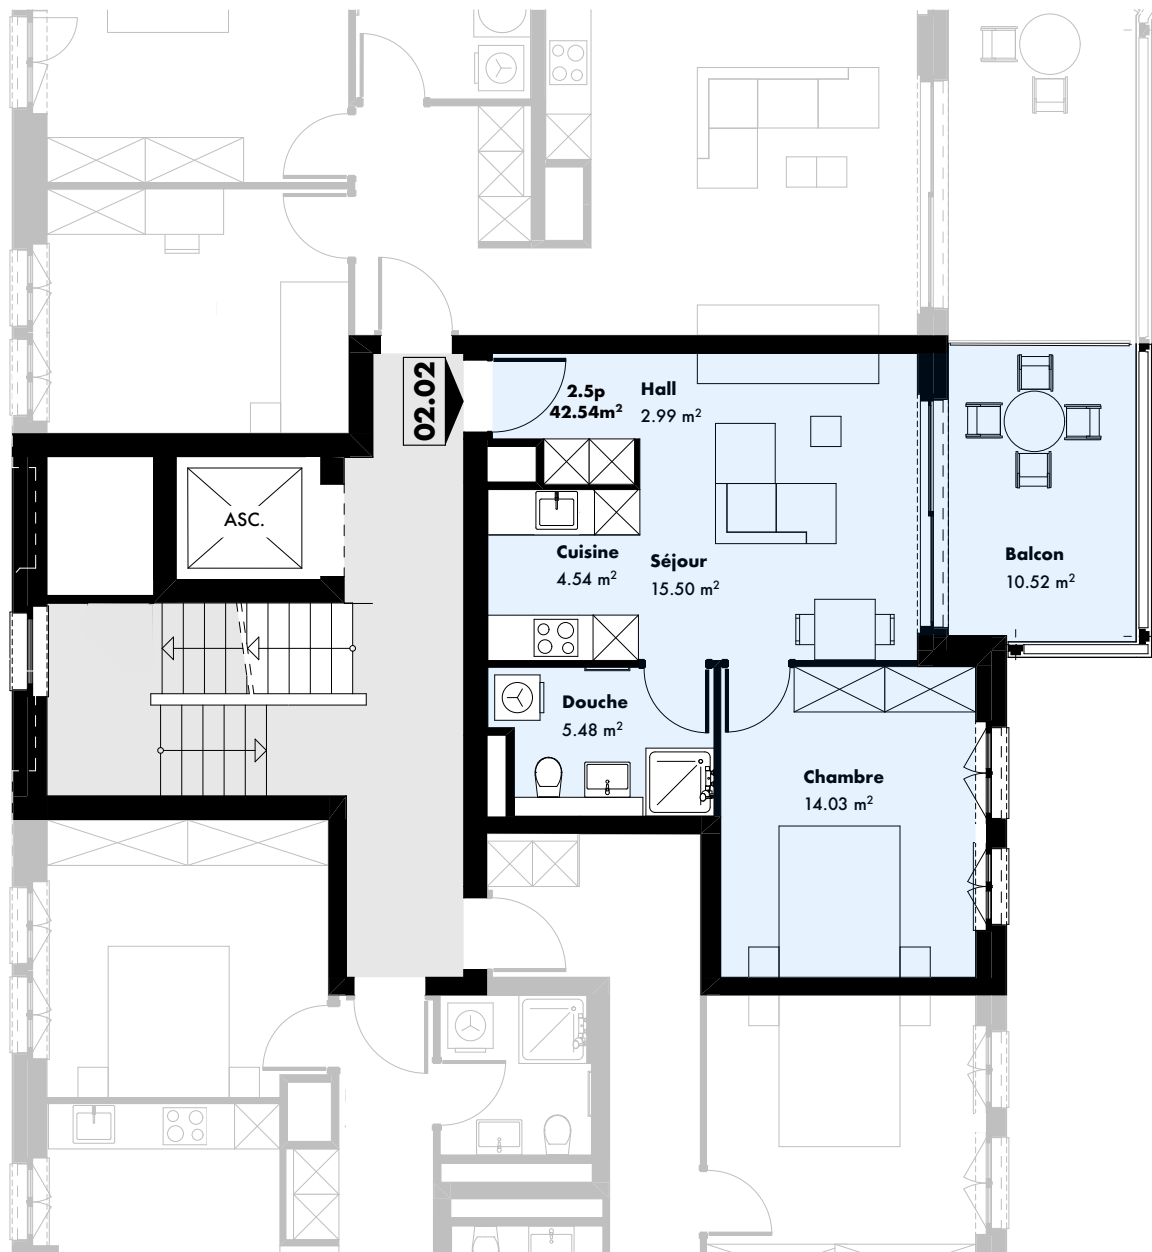 02.02
2.5p
42.54m²
Hall
2.99 m²
ASC.
Cuisine
4.54 m²
Séjour
15.50 m²
Balcon
10.52 m²
Douche
5.48 m²
Chambre
14.03 m²